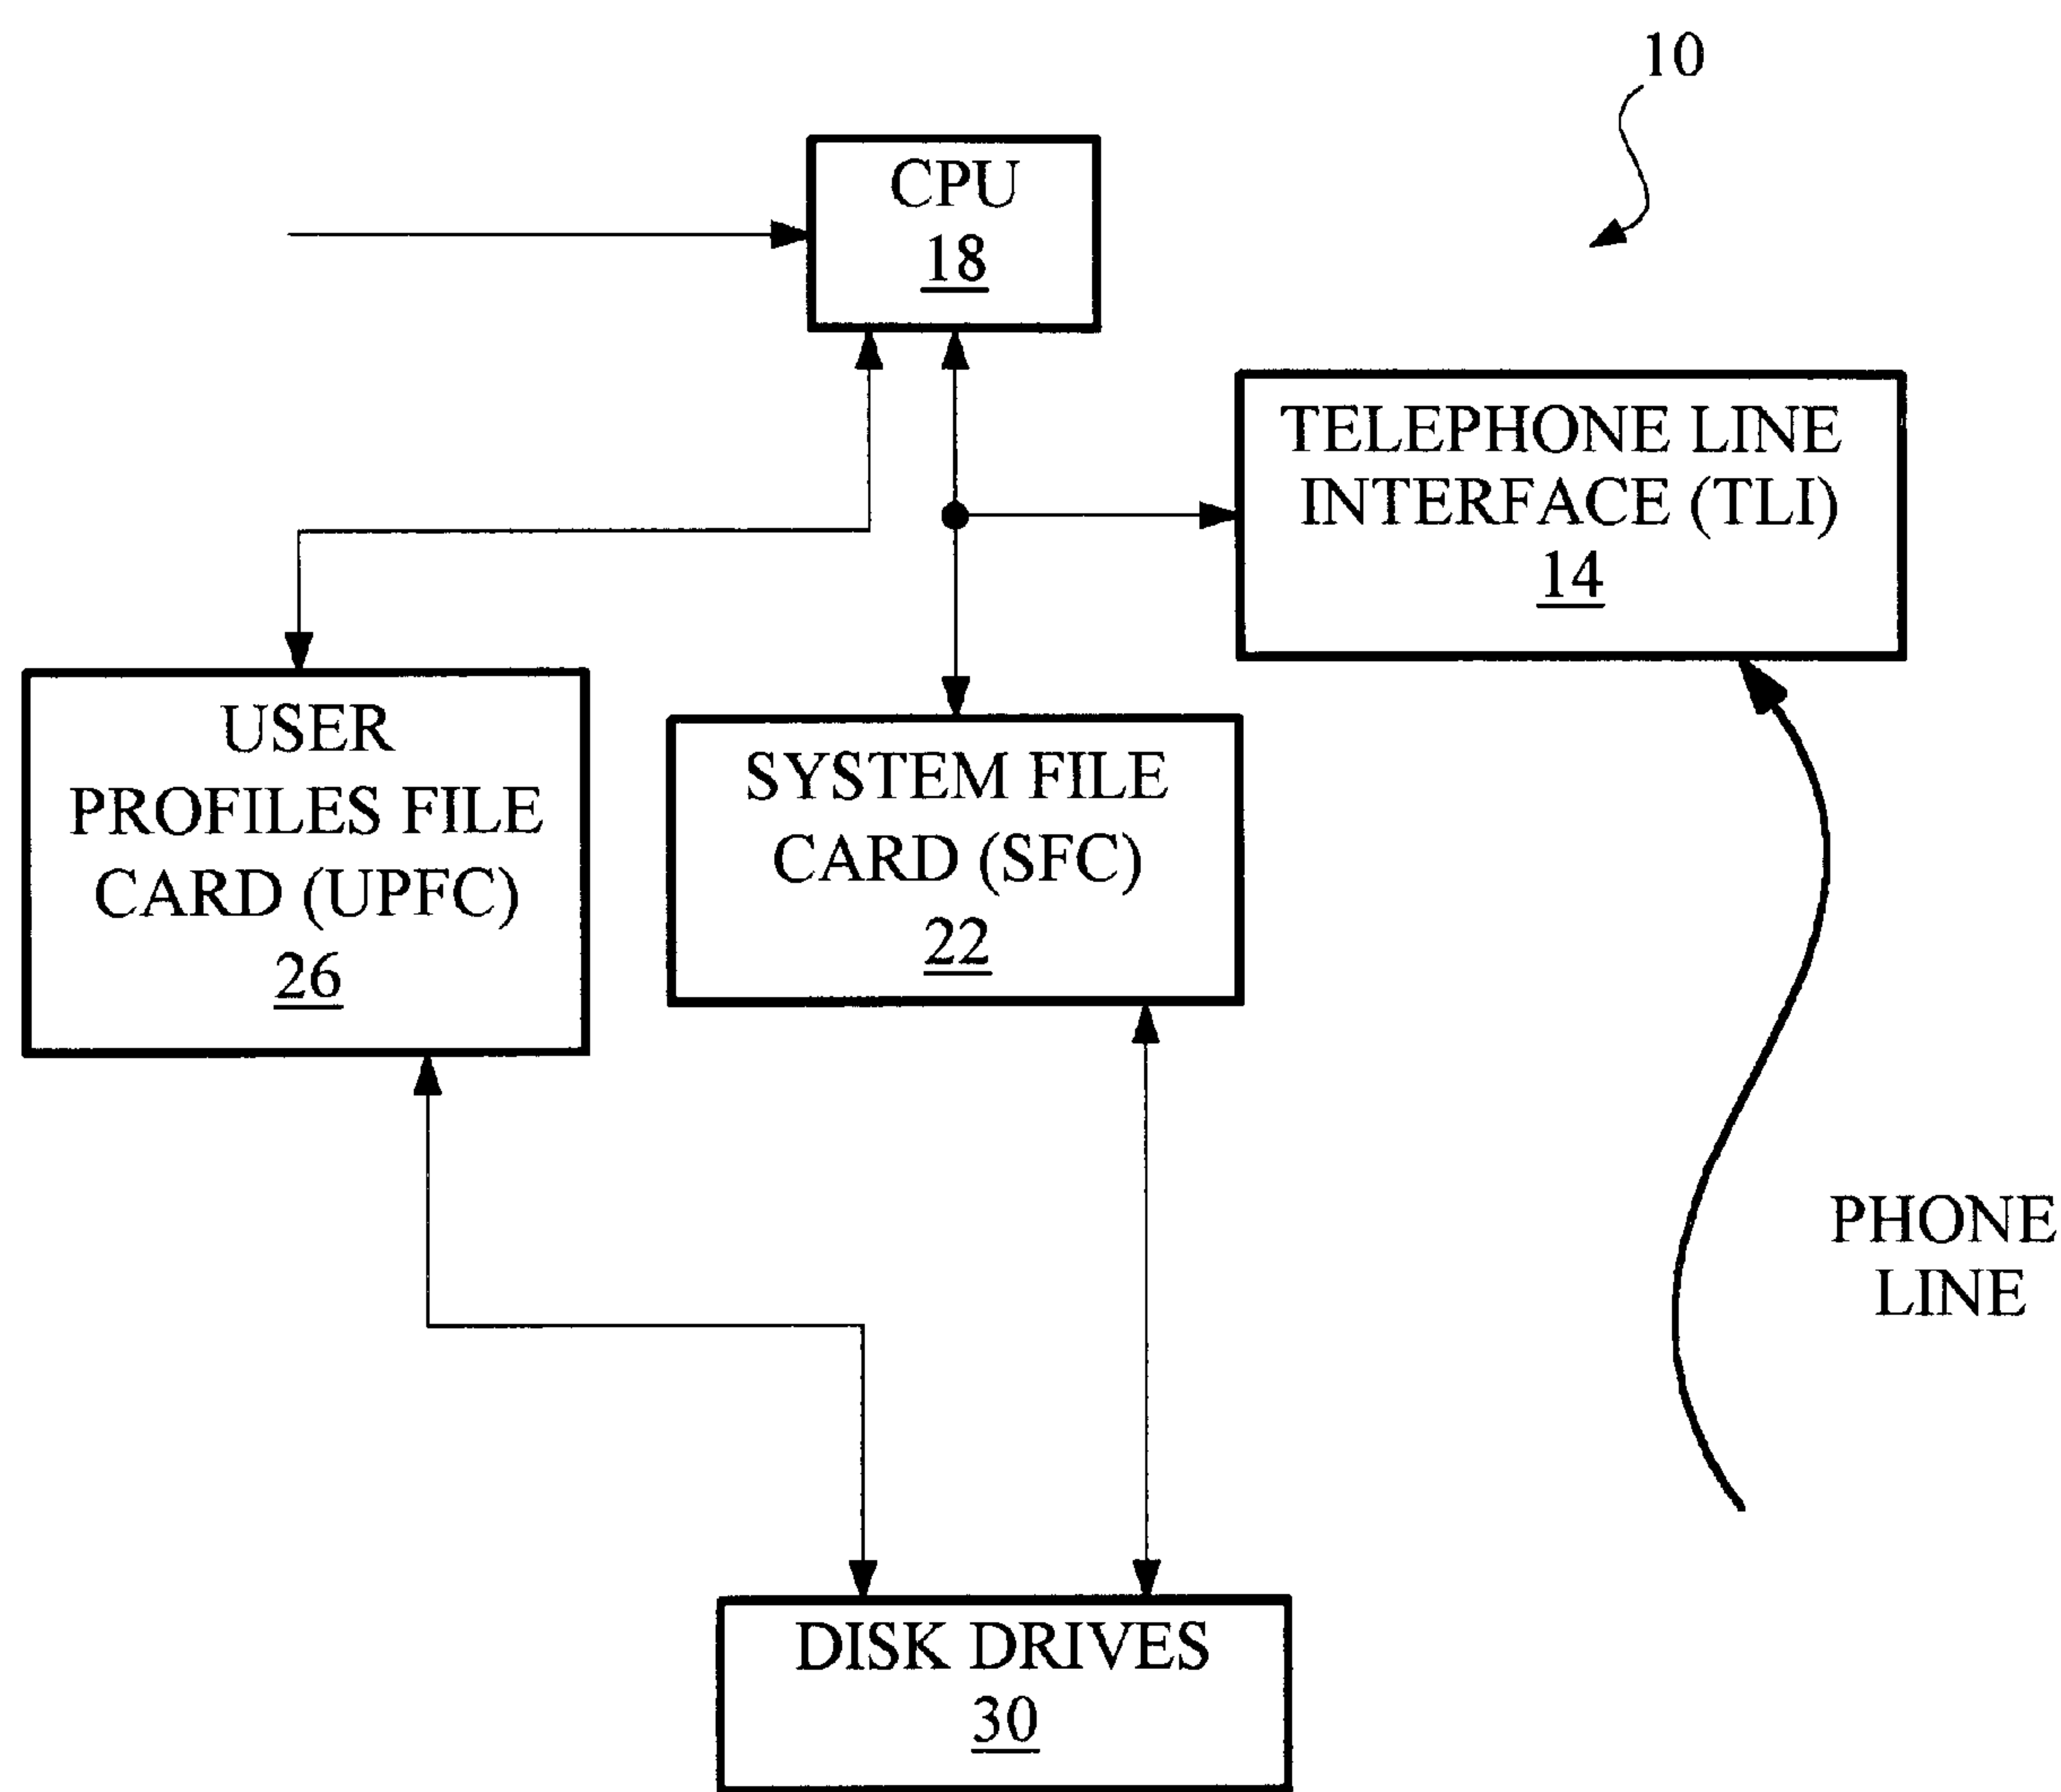 10
CPU
18
TELEPHONE LINE
INTERFACE (TLI)
14
USER
PROFILES FILE
CARD (UPFC)
26
SYSTEM FILE
CARD (SFC)
22
PHONE
LINE
DISK DRIVES
30